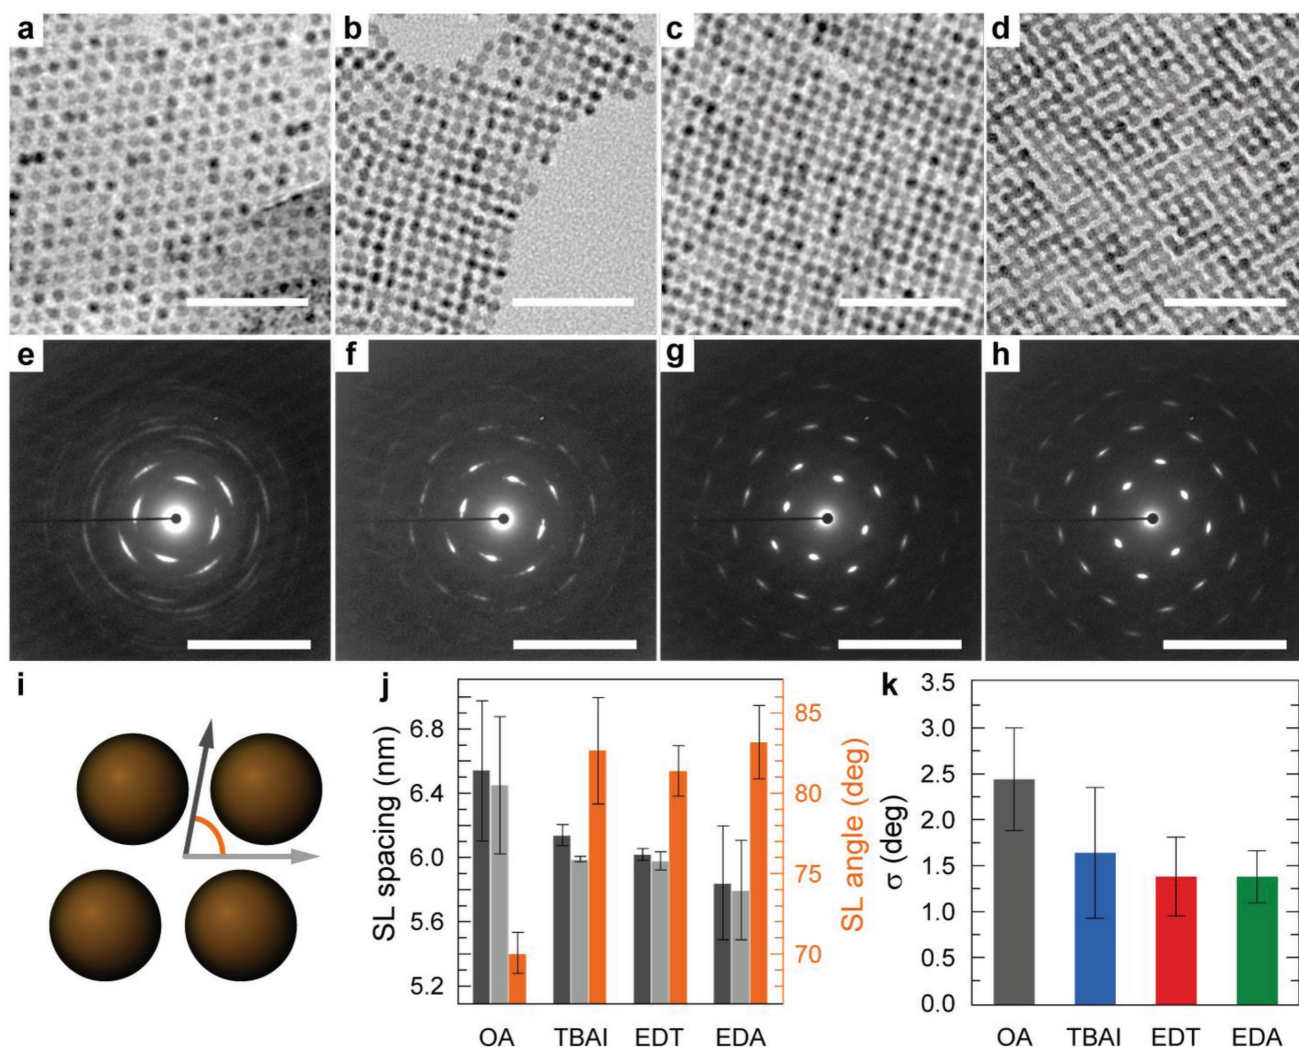 a b c d
e f g h
i j k
SL spacing (nm)
6.8
6.4
6.0
5.6
5.2
85
80
75
70
SL angle (deg)
OA TBAI EDT EDA
σ (deg)
3.5
3.0
2.5
2.0
1.5
1.0
0.5
0.0
OA TBAI EDT EDA